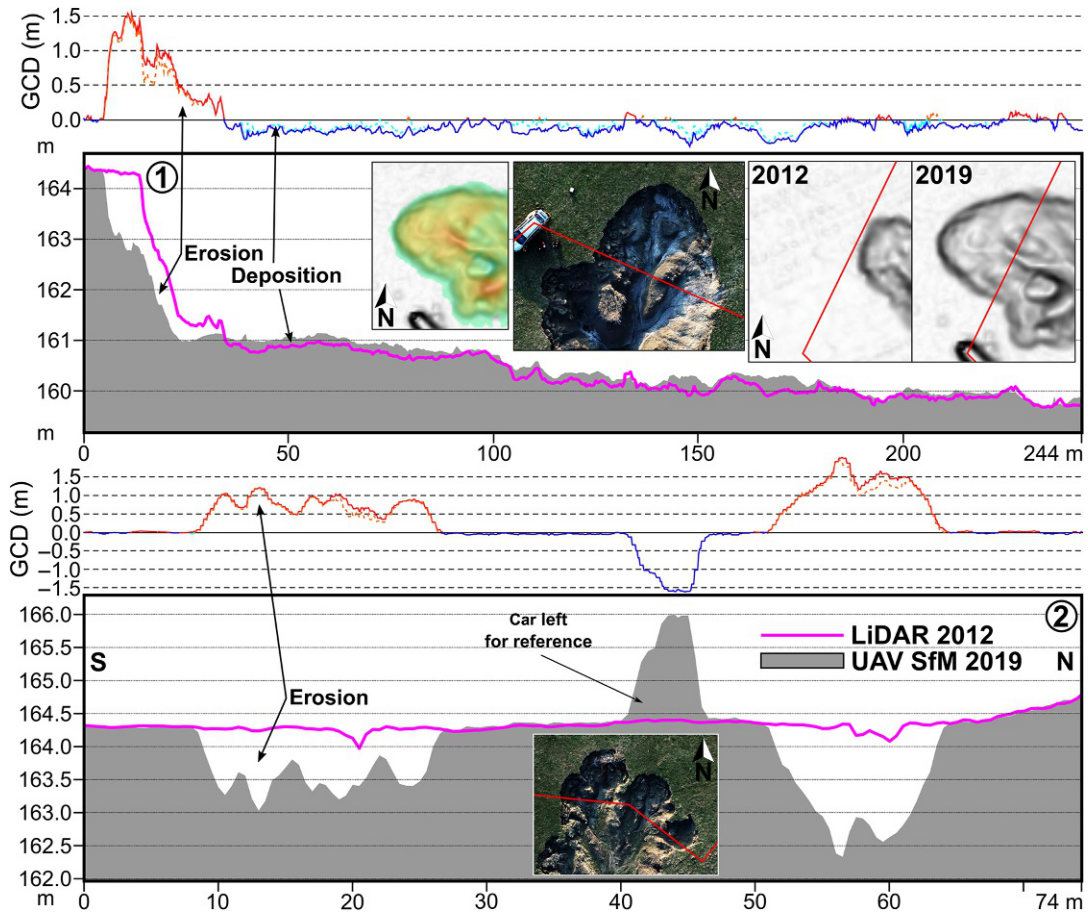 GCD (m)
1.5
1.0
0.5
0.0
m
164
163
162
161
160
m
1
Erosion
Deposition
N
N
2012
N
2019
0
50
100
150
200
244 m
GCD (m)
1.5
1.0
0.5
0.0
−0.5
−1.0
−1.5
166.0
165.5
165.0
164.5
164.0
163.5
163.0
162.5
162.0
m
S
Car left
for reference
2
LiDAR 2012
UAV SfM 2019
N
Erosion
N
0
10
20
30
40
50
60
74 m